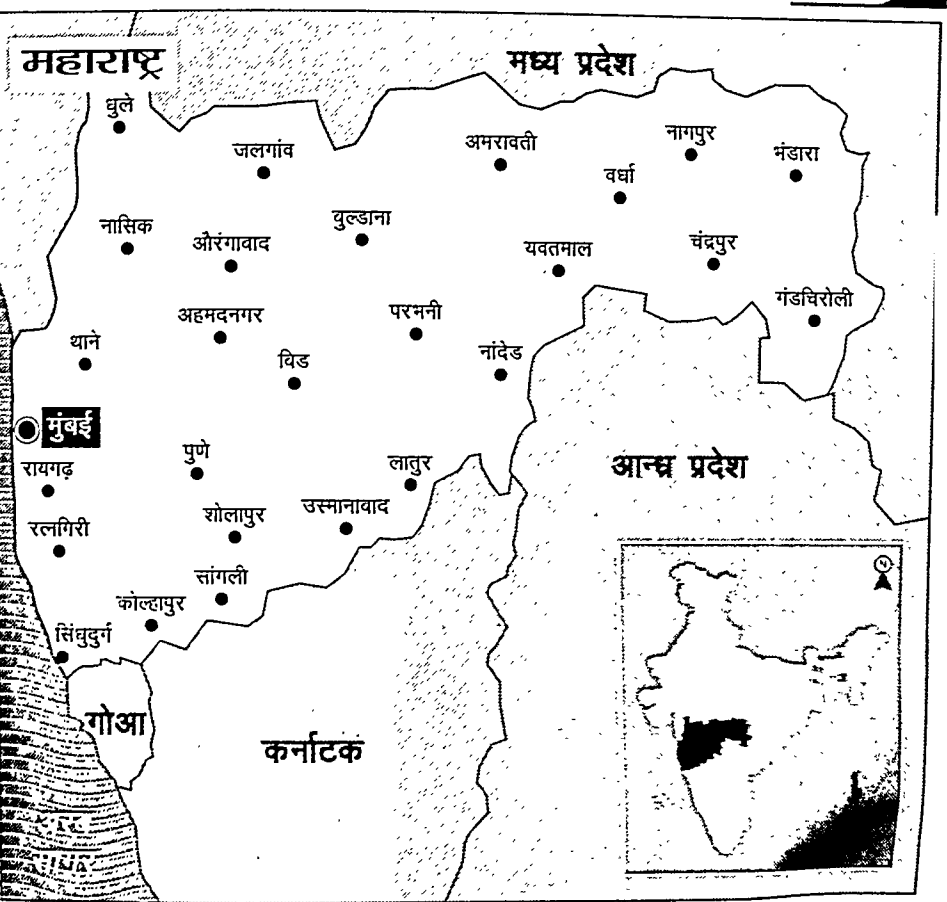 महाराष्ट्र
मध्य प्रदेश
धुले
जलगांव
अमरावती
नागपुर
भंडारा
वर्धा
नासिक
औरंगावाद
वुल्डाना
यवतमाल
चंद्रपुर
गंडचिरोली
अहमदनगर
परभनी
थाने
विड
नांदेड
मुंबई
रायगढ़
पुणे
लातुर
आन्ध्र प्रदेश
रत्नगिरी
शोलापुर
उस्मानावाद
सांगली
कोल्हापुर
सिंधुदुर्ग
गोआ
कर्नाटक
N